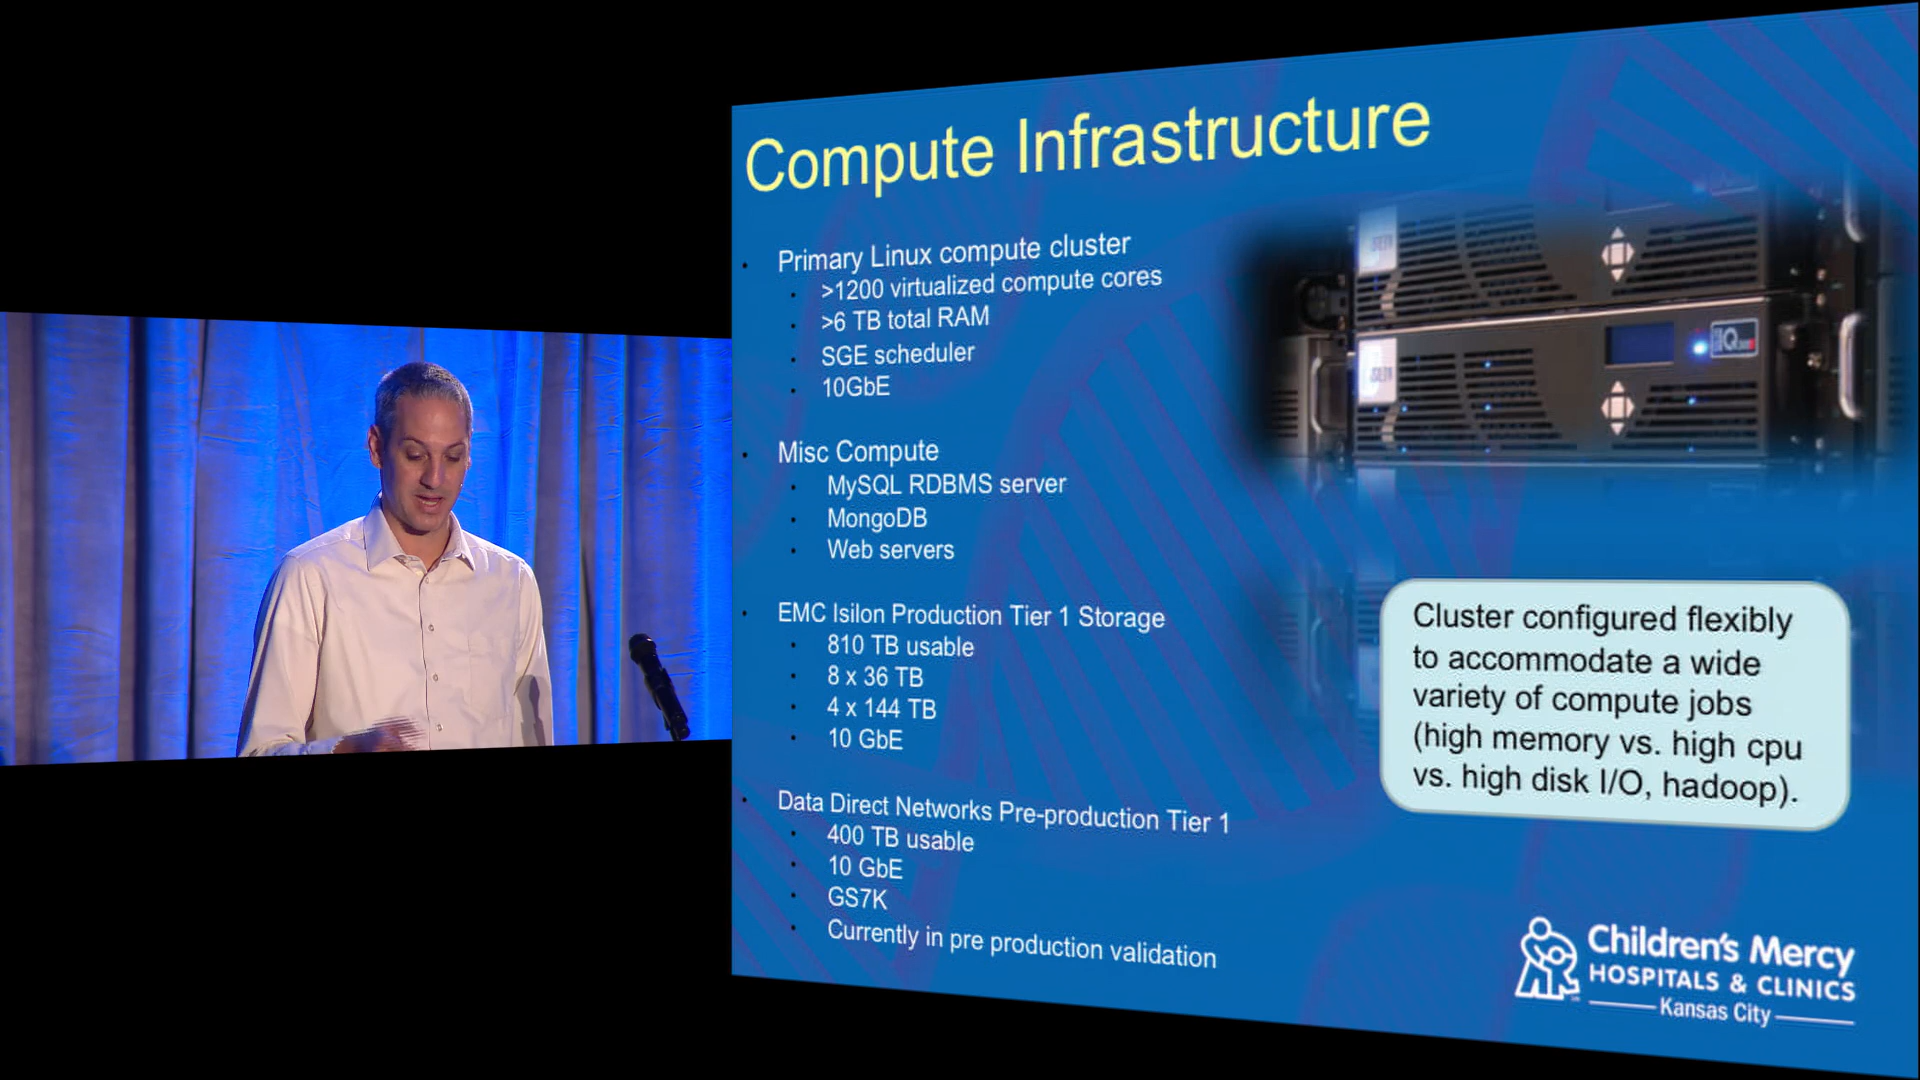 Compute Infrastructure
Primary Linux compute cluster
>1200 virtualized compute cores
>6 TB total RAM
SGE scheduler
10GbE
Misc Compute
MySQL RDBMS server
MongoDB
Web servers
EMC Isilon Production Tier 1 Storage
810 TB usable
8 x 36 TB
4 x 144 TB
10 GbE
Data Direct Networks Pre-production Tier 1
400 TB usable
10 GbE
GS7K
Currently in pre production validation
Cluster configured flexibly
to accommodate a wide
variety of compute jobs
(high memory vs. high cpu
vs. high disk I/O, hadoop).
Children's Mercy
HOSPITALS & CLINICS
Kansas City